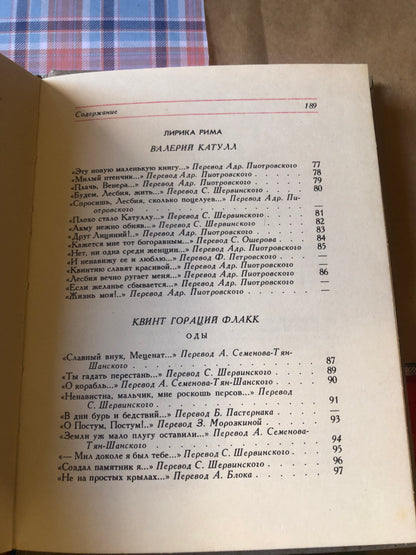 Содержание 189
ЛИРИКА РИМА
ВАЛЕРИЙ КАТУЛЛ
«Эту новую маленькую книгу...» Перевод Адр. Пиотровского 77
«Милый птенчик...» Перевод Адр. Пиотровского 78
«Плачь, Венера...» Перевод Адр. Пиотровского 79
«Будем, Лесбия, жить...» Перевод С. Шервинского 80
«Спросишь, Лесбия, сколько поцелуев...» Перевод Адр. Пи-
отровского —
«Плохо стало Катуллу...» Перевод С. Шервинского 81
«Акму нежно обняв...» Перевод С. Шервинского 82
«Друг Лициний!..» Перевод Адр. Пиотровского 83
«Кажется мне тот богоравным...» Перевод С. Ошерова 84
«Нет, ни одна среди женщин...» Перевод Адр. Пиотровского 85
«И ненавижу ее и люблю...» Перевод Ф. Петровского —
«Квинтию славят красивой...» Перевод Адр. Пиотровского —
«Лесбия вечно ругает меня...» Перевод Адр. Пиотровского 86
«Если желанье сбывается...» Перевод Адр. Пиотровского —
«Жизнь моя!..» Перевод Адр. Пиотровского —
КВИНТ ГОРАЦИЙ ФЛАКК
ОДЫ
«Славный внук, Меценат...» Перевод А. Семенова-Тян-
Шанского 87
«Ты гадать перестань...» Перевод С. Шервинского 89
«О корабль...» Перевод А. Семенова-Тян-Шанского 90
«Ненавистна, мальчик, мне роскошь персов...» Перевод
С. Шервинского 91
«В дни бурь и бедствий...» Перевод Б. Пастернака —
«О Постум, Постум!..» Перевод З. Морозкиной 93
«Земли уж мало плугу оставили...» Перевод А. Семенова-
Тян-Шанского 94
«— Мил доколе я был тебе...» Перевод С. Шервинского 95
«Создал памятник я...» Перевод С. Шервинского 96
«Не на простых крылах...» Перевод А. Блока 97